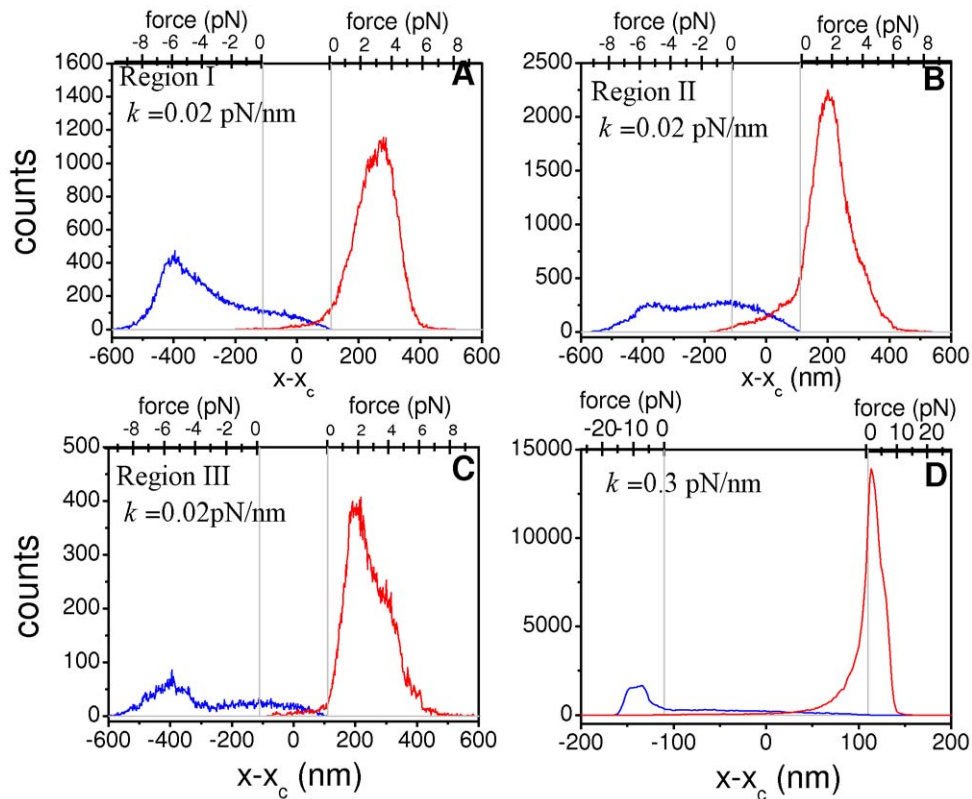 force (pN) force (pN)
-8 -6 -4 -2 0 0 2 4 6 8
1600
1400
1200
1000
800
600
400
200
0
Region I
k =0.02 pN/nm
A
-600 -400 -200 0 200 400 600
x-xc
counts
force (pN) force (pN)
-8 -6 -4 -2 0 0 2 4 6 8
2500
2000
1500
1000
500
0
Region II
k =0.02 pN/nm
B
-600 -400 -200 0 200 400 600
x-xc (nm)
force (pN) force (pN)
-8 -6 -4 -2 0 0 2 4 6 8
500
400
300
200
100
0
Region III
k =0.02pN/nm
C
-600 -400 -200 0 200 400 600
x-xc (nm)
counts
force (pN) force (pN)
-20 -10 0 0 10 20
15000
10000
5000
0
k =0.3 pN/nm
D
-200 -100 0 100 200
x-xc (nm)